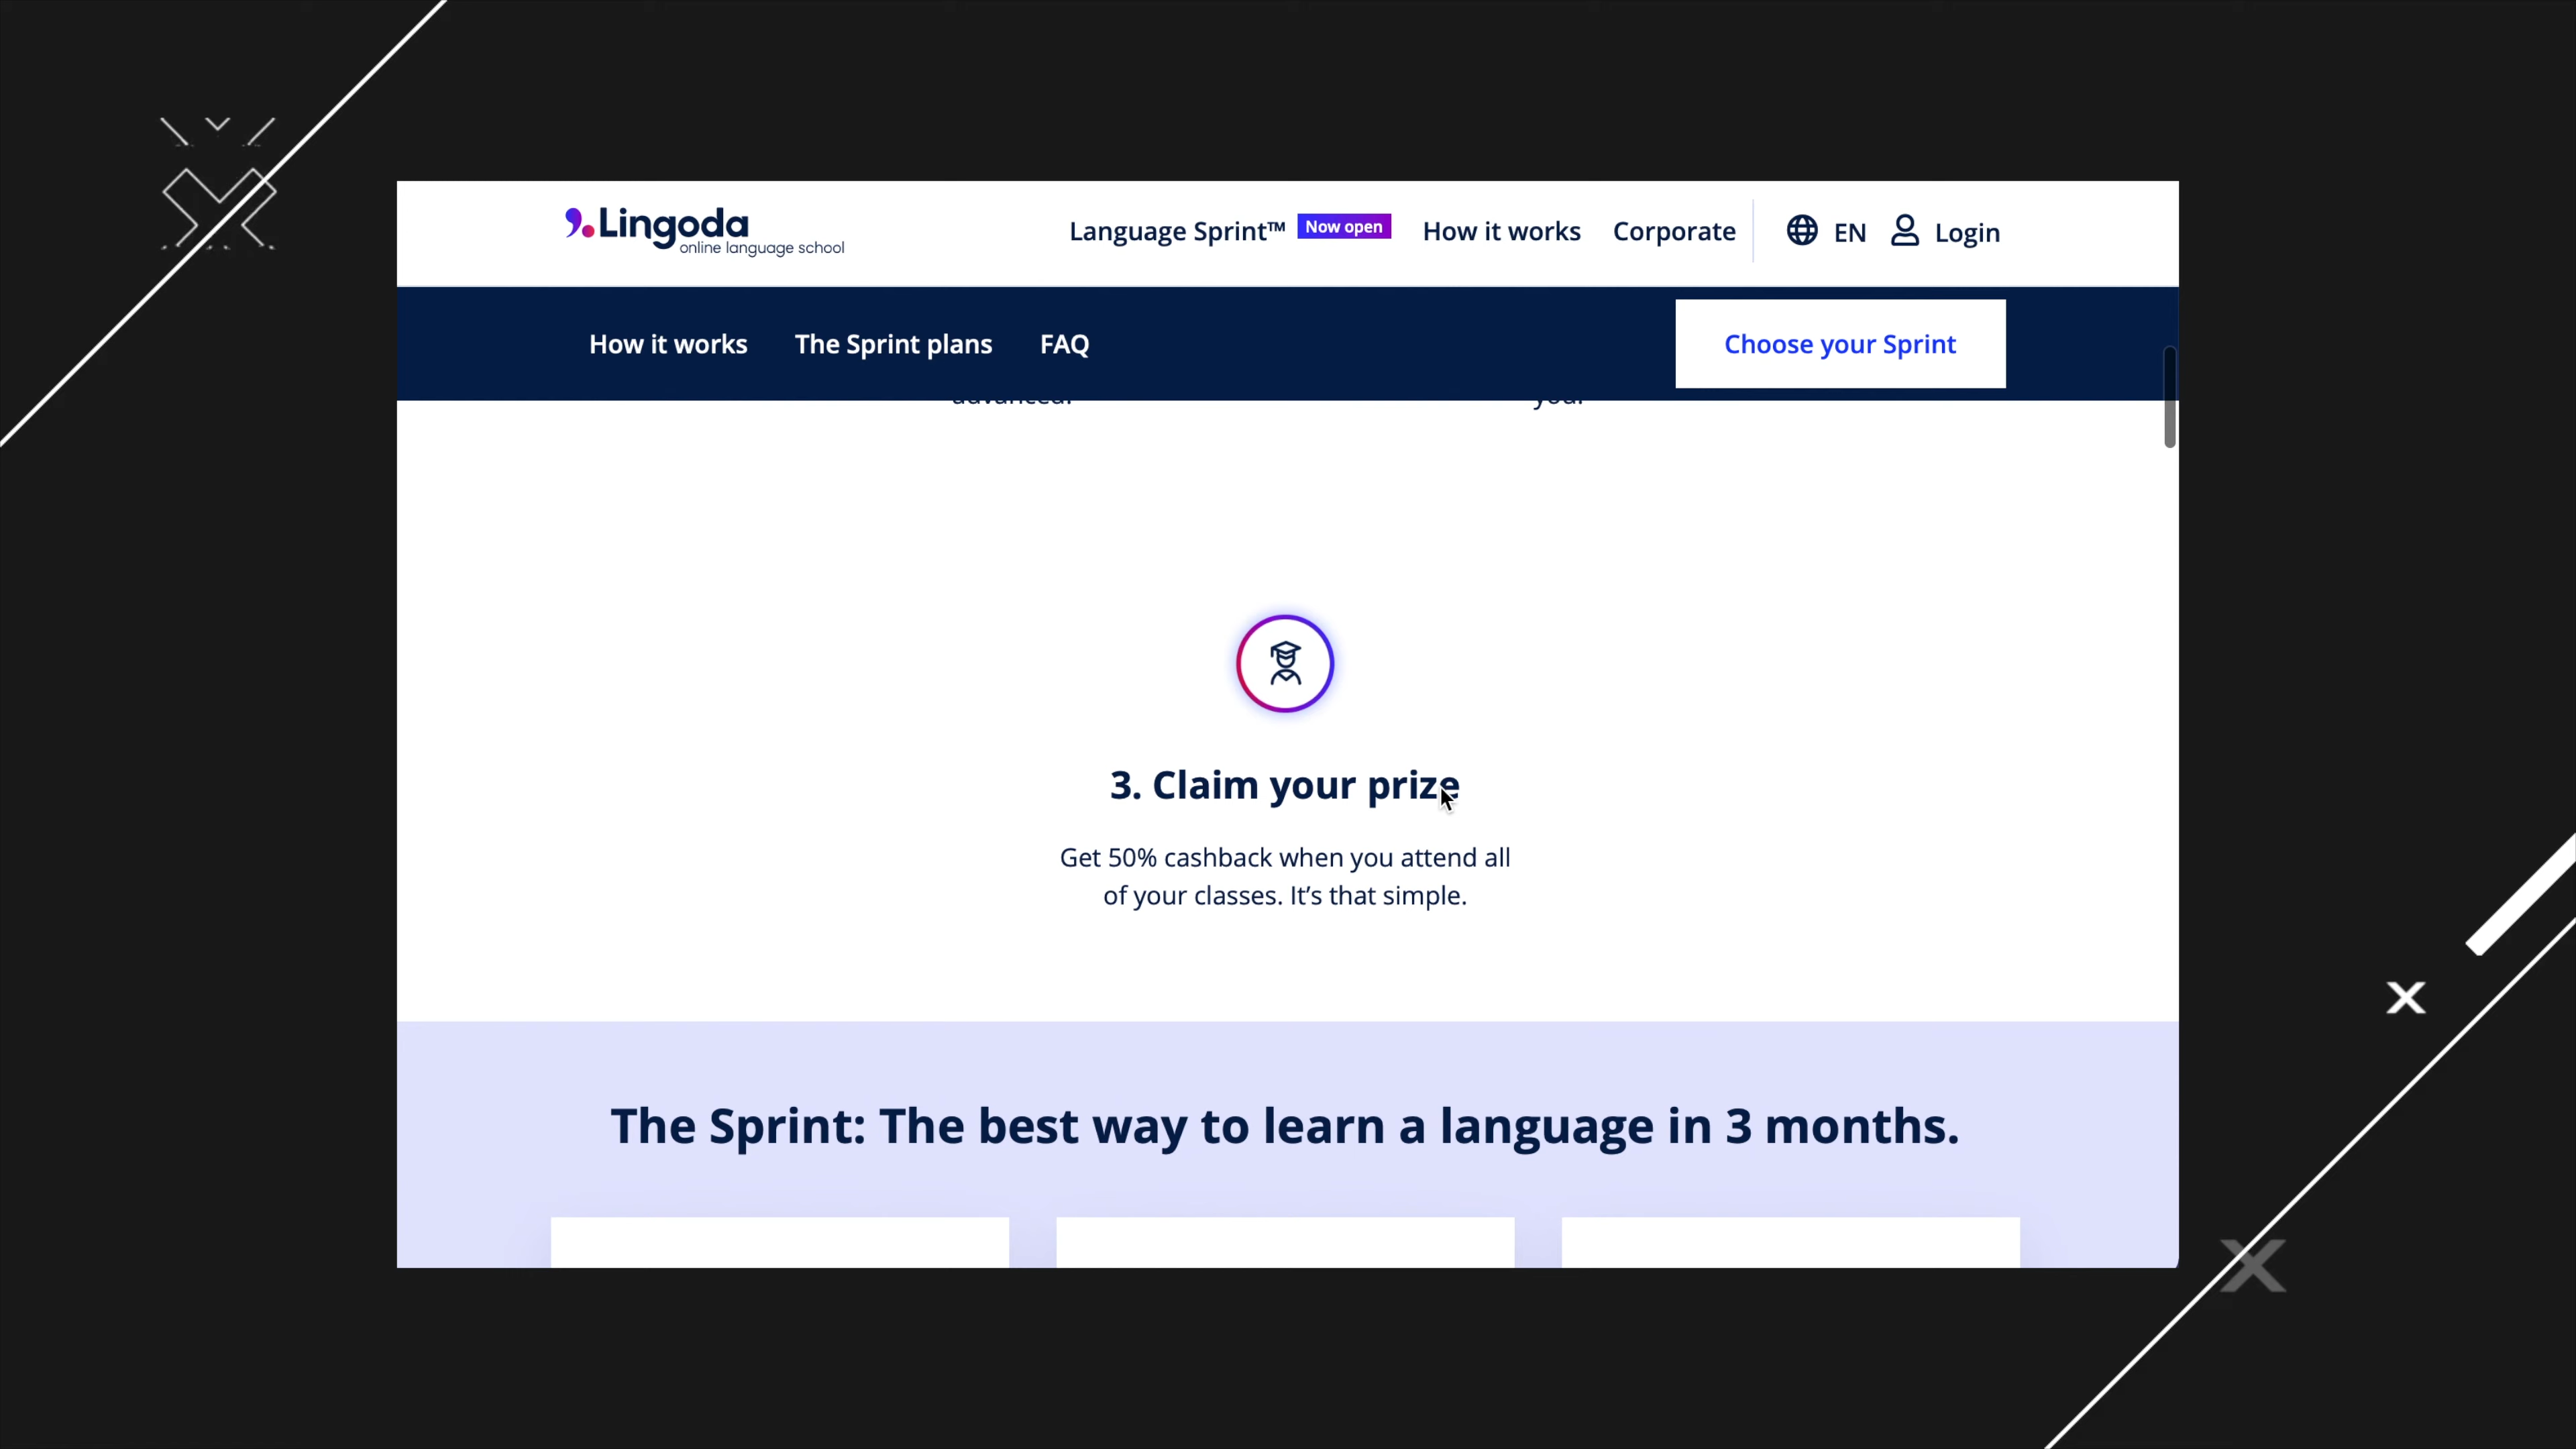 Lingoda
online language school
Language Sprint™ Now open How it works Corporate EN Login
How it works The Sprint plans FAQ Choose your Sprint
3. Claim your prize
Get 50% cashback when you attend all
of your classes. It’s that simple.
The Sprint: The best way to learn a language in 3 months.